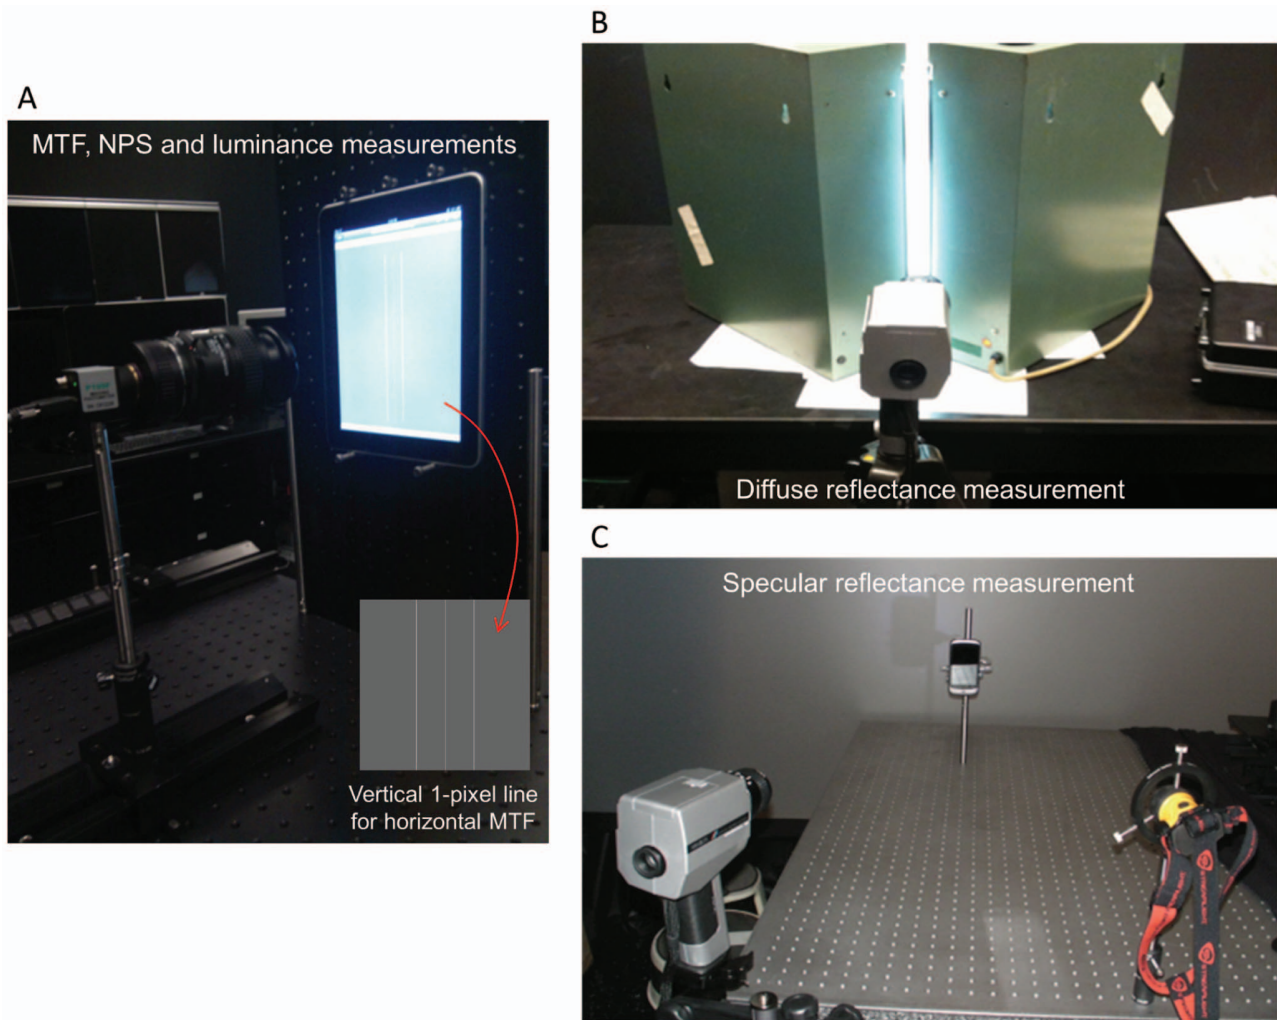 A
MTF, NPS and luminance measurements
Vertical 1-pixel line
for horizontal MTF
B
Diffuse reflectance measurement
C
Specular reflectance measurement